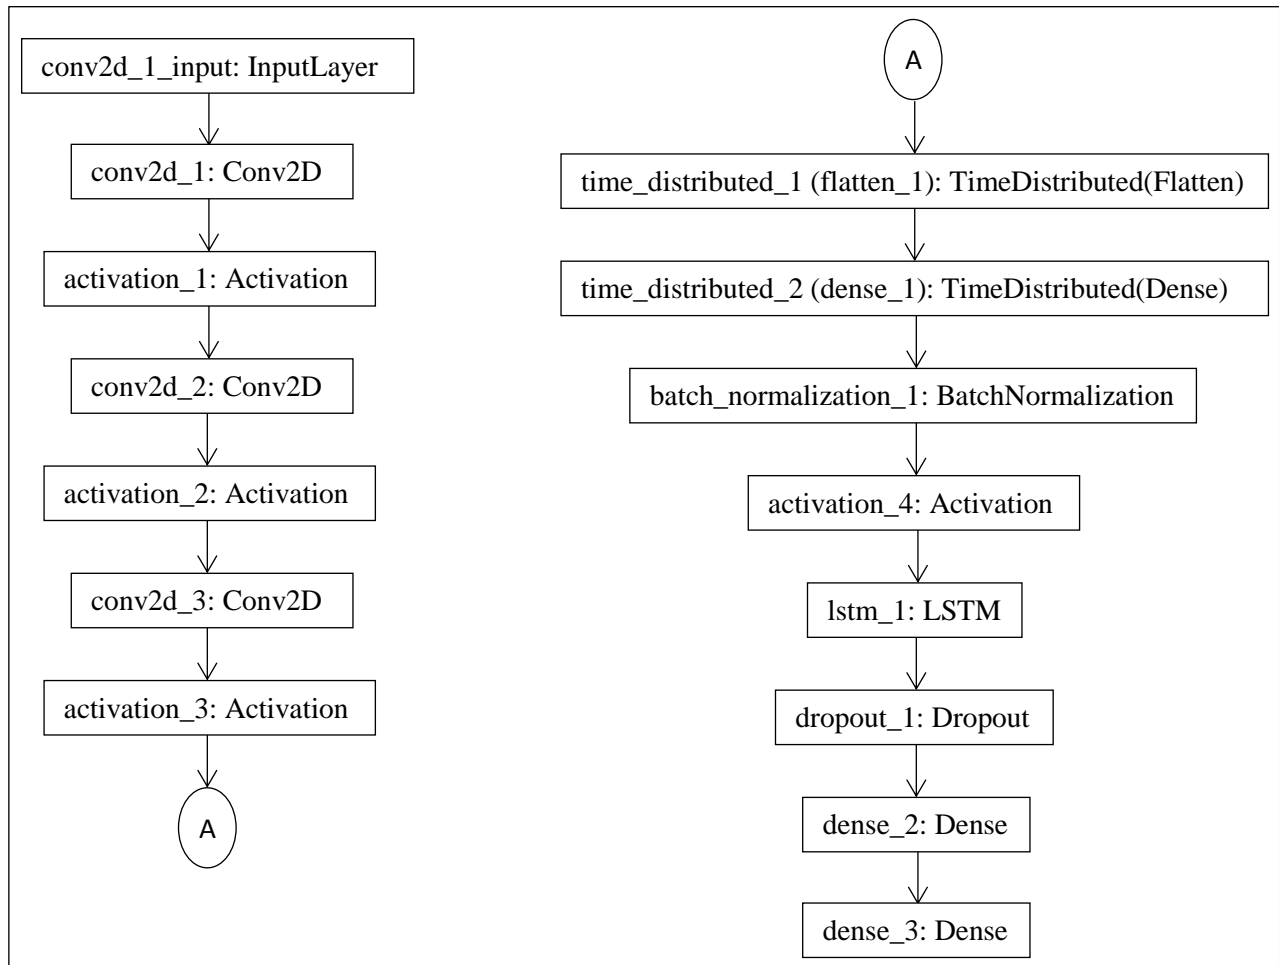 conv2d_1_input: InputLayer
conv2d_1: Conv2D
activation_1: Activation
conv2d_2: Conv2D
activation_2: Activation
conv2d_3: Conv2D
activation_3: Activation
A
A
time_distributed_1 (flatten_1): TimeDistributed(Flatten)
time_distributed_2 (dense_1): TimeDistributed(Dense)
batch_normalization_1: BatchNormalization
activation_4: Activation
lstm_1: LSTM
dropout_1: Dropout
dense_2: Dense
dense_3: Dense